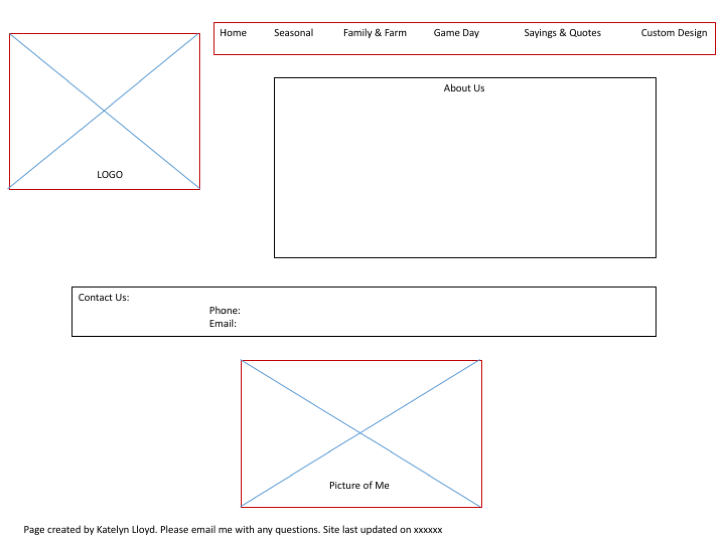 Home Seasonal Family & Farm Game Day Sayings & Quotes Custom Design
About Us
LOGO
Contact Us:
Phone:
Email:
Picture of Me
Page created by Katelyn Lloyd. Please email me with any questions. Site last updated on xxxxxx